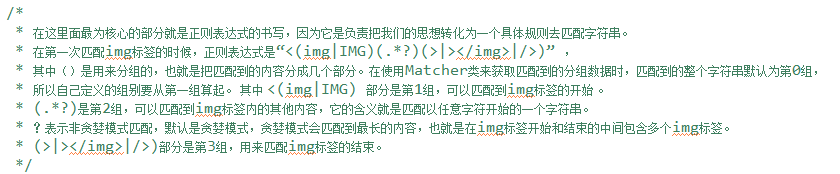 /*
* 在这里面最为核心的部分就是正则表达式的书写，因为它是负责把我们的思想转化为一个具体规则去匹配字符串。
* 在第一次匹配img标签的时候，正则表达式是“<(img|IMG)(.*?)(>|></img>|/>)”，
* 其中（）是用来分组的，也就是把匹配到的内容分成几个部分。在使用Matcher类来获取匹配到的分组数据时，匹配到的整个字符串默认为第0组，
* 所以自己定义的组别要从第一组算起。 其中 <(img|IMG) 部分是第1组，可以匹配到img标签的开始 。
* (.*?)是第2组，可以匹配到img标签内的其他内容，它的含义就是匹配以任意字符开始的一个字符串。
* ？表示非贪婪模式匹配，默认是贪婪模式，贪婪模式会匹配到最长的内容，也就是在img标签开始和结束的中间包含多个img标签。
* (>|></img>|/>)部分是第3组，用来匹配img标签的结束。
*/